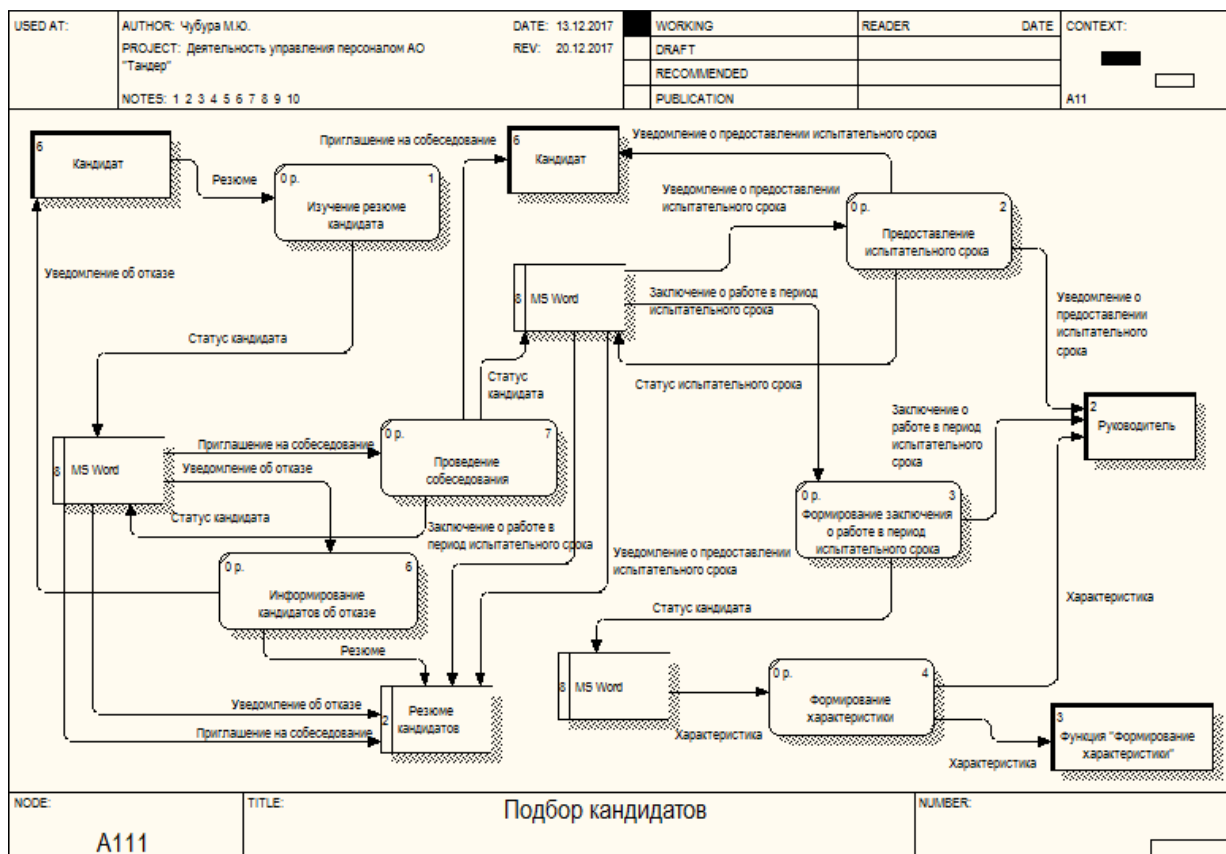 USED AT:
AUTHOR: Чубура М.Ю.
DATE: 13.12.2017
PROJECT: Деятельность управления персоналом АО
"Тандер"
REV: 20.12.2017
NOTES: 1 2 3 4 5 6 7 8 9 10
WORKING
DRAFT
RECOMMENDED
PUBLICATION
READER
DATE
CONTEXT:
A11
6
Кандидат
Резюме
0 р.
1
Изучение резюме
кандидата
Приглашение на собеседование
6
Кандидат
Уведомление о предоставлении испытательного срока
Уведомление о предоставлении
испытательного срока
0 р.
2
Предоставление
испытательного срока
Уведомление об отказе
8
MS Word
Заключение о работе в период
испытательного срока
Уведомление о
предоставлении
испытательного
срока
Статус кандидата
Статус
кандидата
Статус испытательного срока
2
Руководитель
Заключение о
работе в период
испытательного
срока
8
MS Word
Приглашение на собеседование
Уведомление об отказе
Статус кандидата
0 р.
7
Проведение
собеседования
Заключение о работе в
период испытательного срока
0 р.
3
Формирование заключения
о работе в период
испытательного срока
Уведомление о предоставлении
испытательного срока
0 р.
6
Информирование
кандидатов об отказе
Статус кандидата
Характеристика
Резюме
8
MS Word
0 р.
4
Формирование
характеристики
Уведомление об отказе
Приглашение на собеседование
2
Резюме
кандидатов
Характеристика
3
Функция "Формирование
характеристики"
Характеристика
NODE:
A111
TITLE:
Подбор кандидатов
NUMBER: